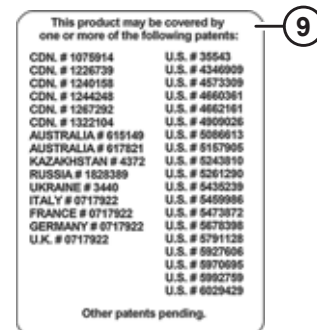 This product may be covered by
one or more of the following patents:
9
CDN. # 1075914
CDN. # 1226739
CDN. # 1240158
CDN. # 1244248
CDN. # 1267292
CDN. # 1322104
AUSTRALIA # 615149
AUSTRALIA # 617821
KAZAKHSTAN # 4372
RUSSIA # 1828389
UKRAINE # 3440
ITALY # 0717922
FRANCE # 0717922
GERMANY # 0717922
U.K. # 0717922
U.S. # 35543
U.S. # 4346909
U.S. # 4573309
U.S. # 4660361
U.S. # 4662161
U.S. # 4909026
U.S. # 5086613
U.S. # 5157905
U.S. # 5243810
U.S. # 5261290
U.S. # 5435239
U.S. # 5459986
U.S. # 5473872
U.S. # 5678398
U.S. # 5791128
U.S. # 5927606
U.S. # 5970695
U.S. # 5992759
U.S. # 6029429
Other patents pending.